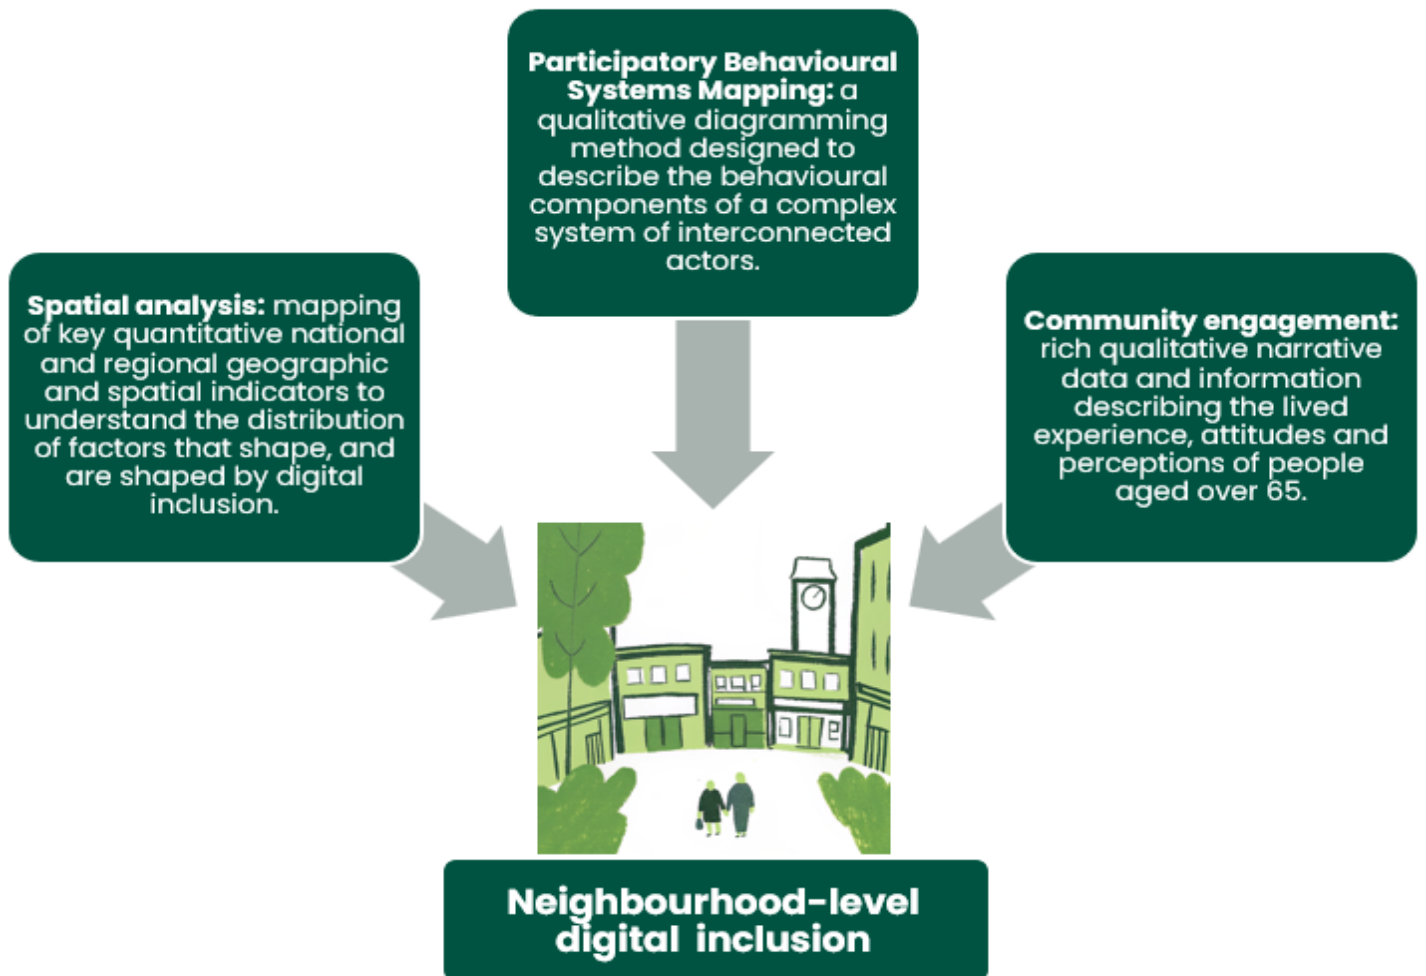 Participatory Behavioural
Systems Mapping: a
qualitative diagramming
method designed to
describe the behavioural
components of a complex
system of interconnected
actors.
Spatial analysis: mapping
of key quantitative national
and regional geographic
and spatial indicators to
understand the distribution
of factors that shape, and
are shaped by digital
inclusion.
Community engagement:
rich qualitative narrative
data and information
describing the lived
experience, attitudes and
perceptions of people
aged over 65.
Neighbourhood-level
digital inclusion